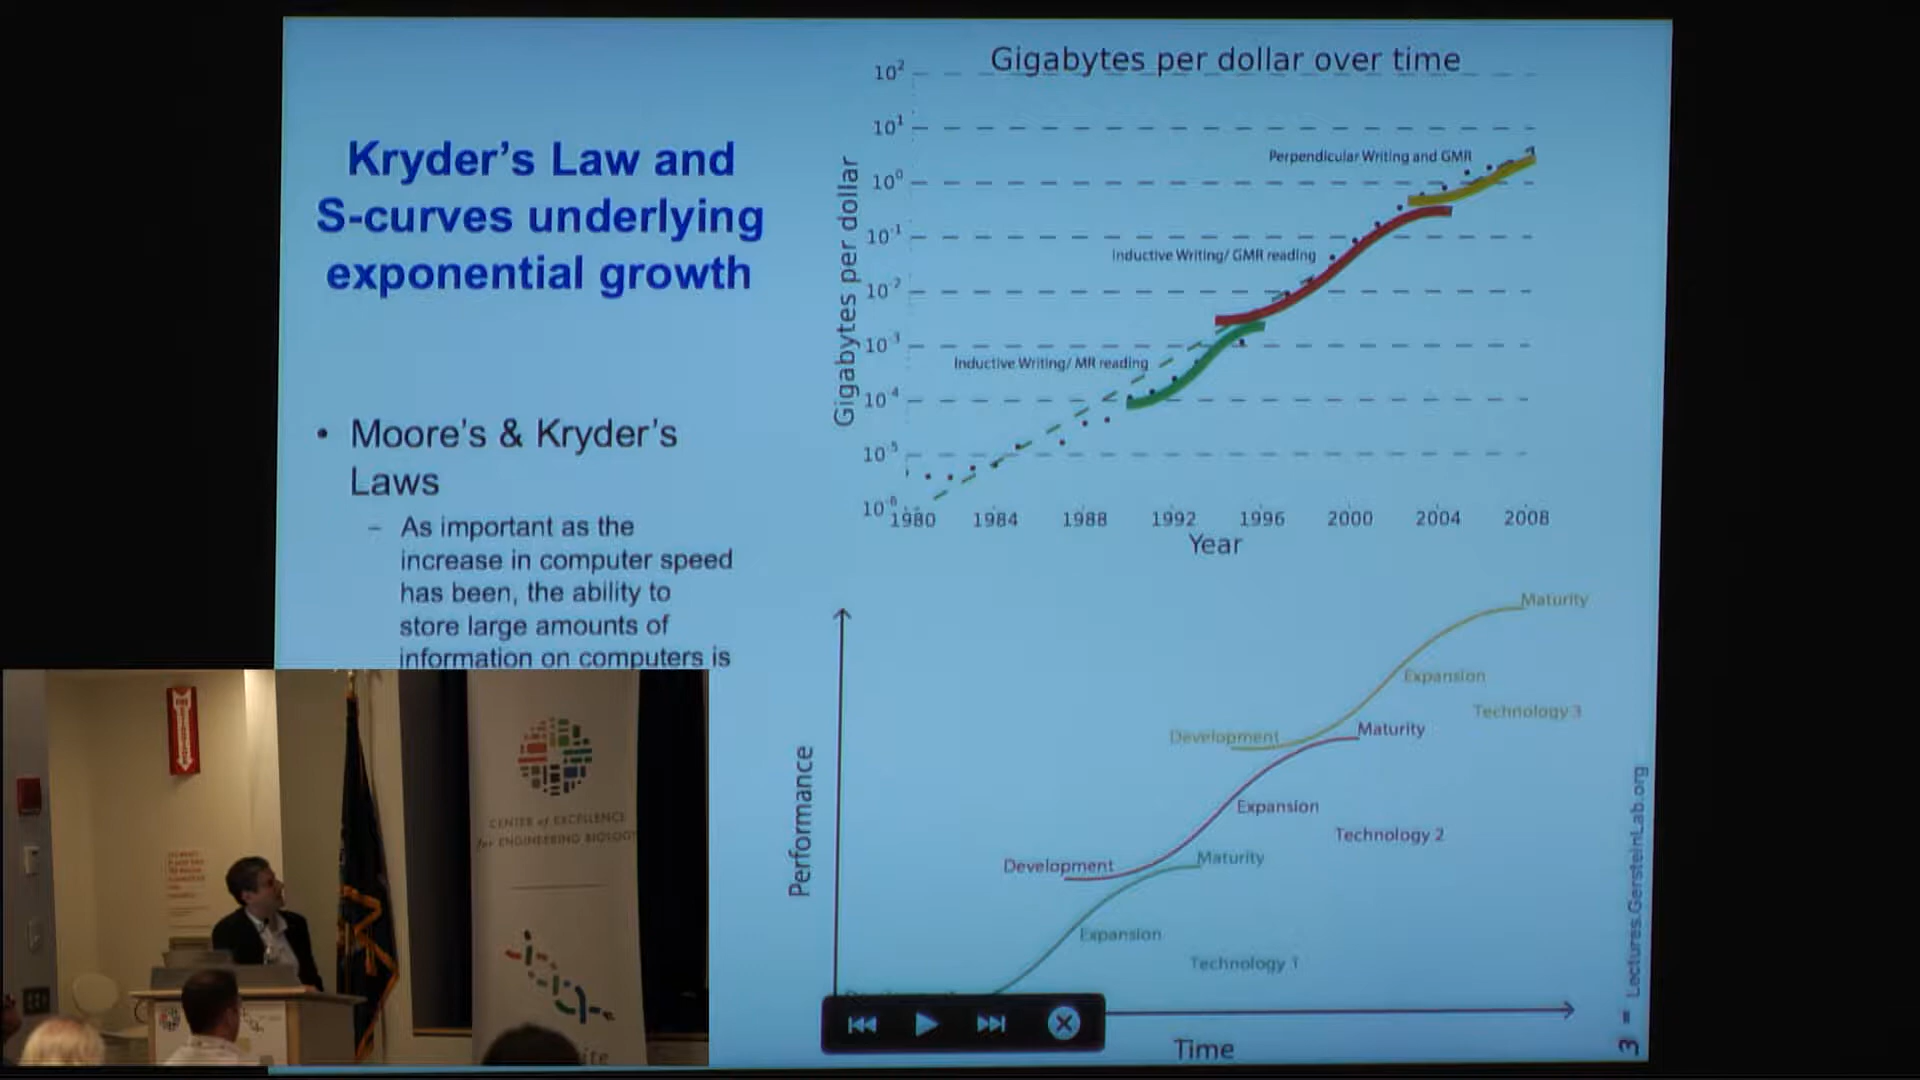 Kryder's Law and
S-curves underlying
exponential growth
• Moore's & Kryder's
Laws
– As important as the
increase in computer speed
has been, the ability to
store large amounts of
information on computers is
Gigabytes per dollar over time
Gigabytes per dollar
10²
10¹
10⁰
10⁻¹
10⁻²
10⁻³
10⁻⁴
10⁻⁵
10⁻⁶
Perpendicular Writing and GMR
Inductive Writing/ GMR reading
Inductive Writing/ MR reading
1980 1984 1988 1992 1996 2000 2004 2008
Year
Performance
Maturity
Expansion
Technology 3
Development
Maturity
Expansion
Technology 2
Development
Maturity
Expansion
Technology 1
Time
3 = Lectures.GersteinLab.org
CENTER of EXCELLENCE
for ENGINEERING BIOLOGY